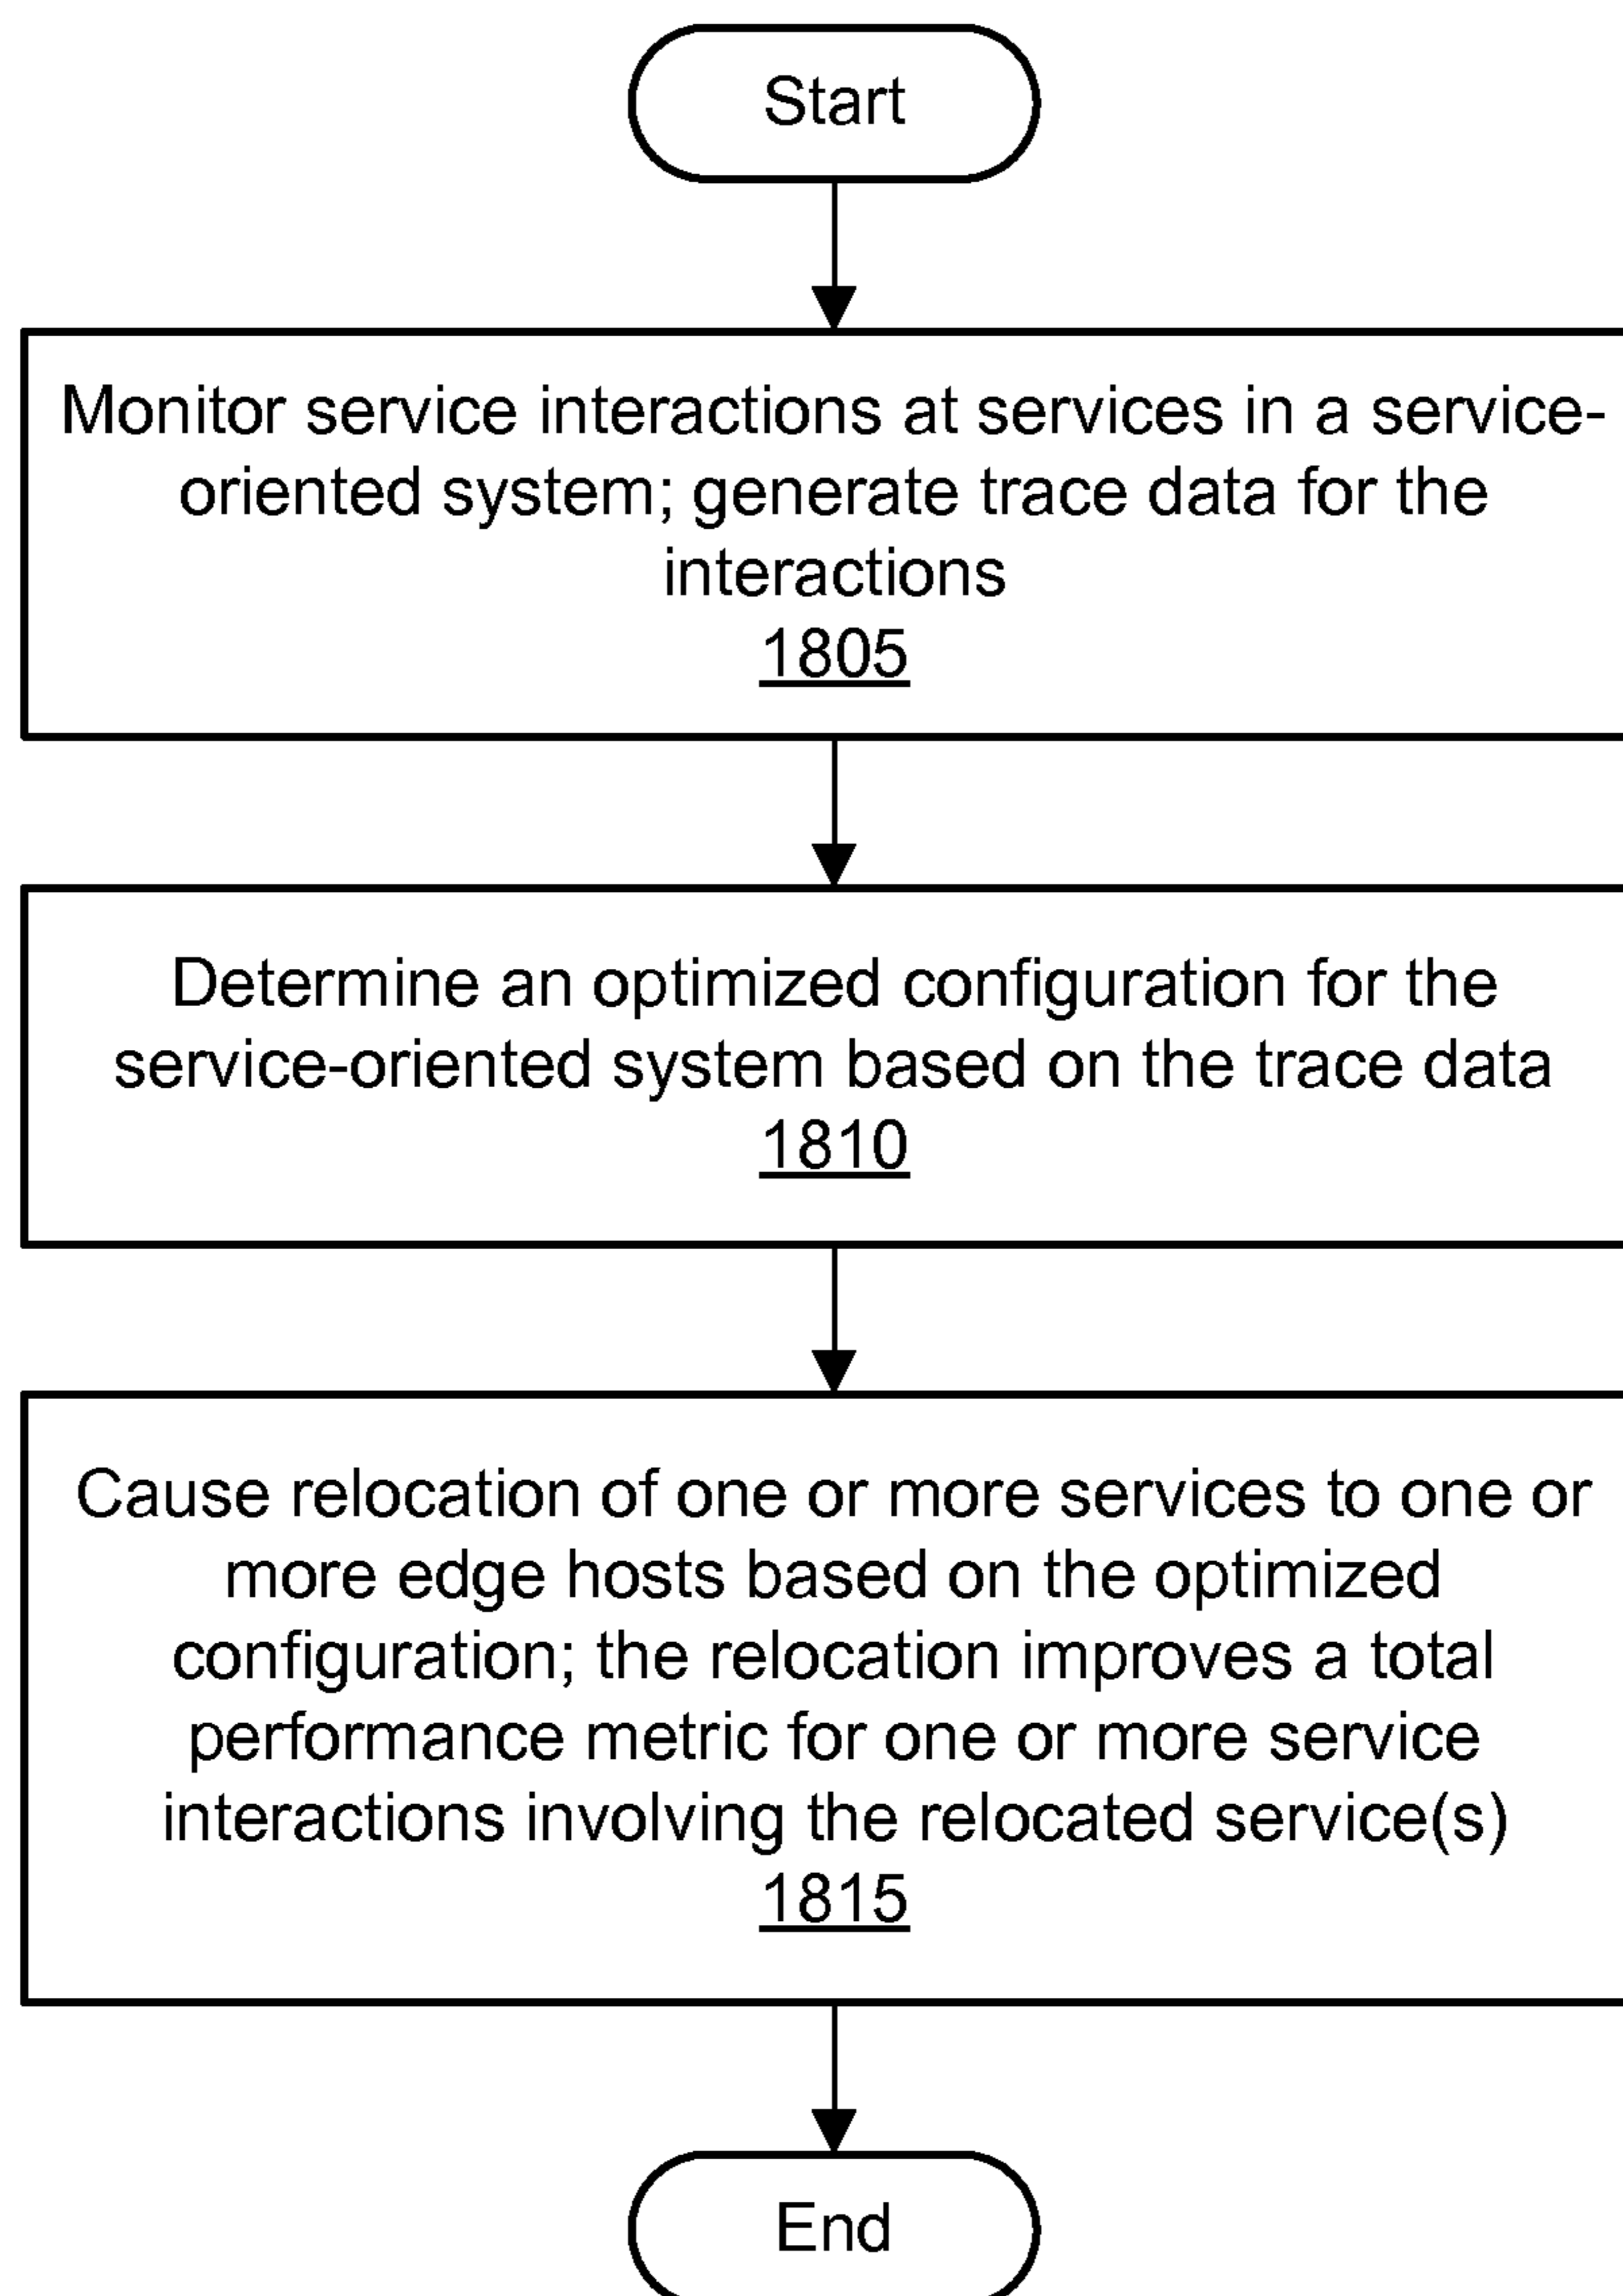 Start
Monitor service interactions at services in a service-
oriented system; generate trace data for the
interactions
1805
Determine an optimized configuration for the
service-oriented system based on the trace data
1810
Cause relocation of one or more services to one or
more edge hosts based on the optimized
configuration; the relocation improves a total
performance metric for one or more service
interactions involving the relocated service(s)
1815
End